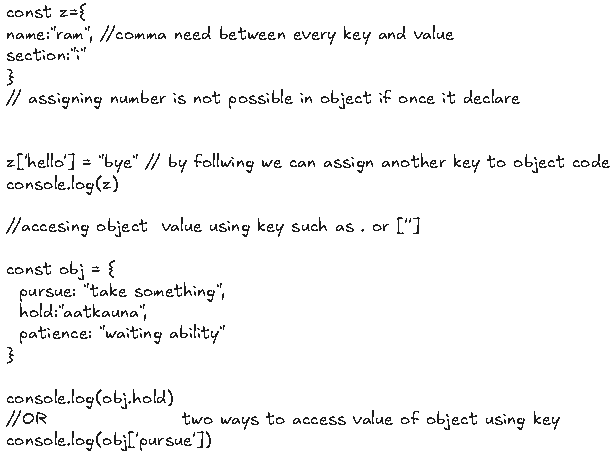 const z={
name:"ram", //comma need between every key and value
section:"i"
}
// assigning number is not possible in object if once it declare
z['hello'] = "bye" // by follwing we can assign another key to object code
console.log(z)
//accesing object value using key such as . or ['']
const obj = {
pursue: "take something",
hold:"aatkauna",
patience: "waiting ability"
}
console.log(obj.hold)
//OR two ways to access value of object using key
console.log(obj['pursue'])